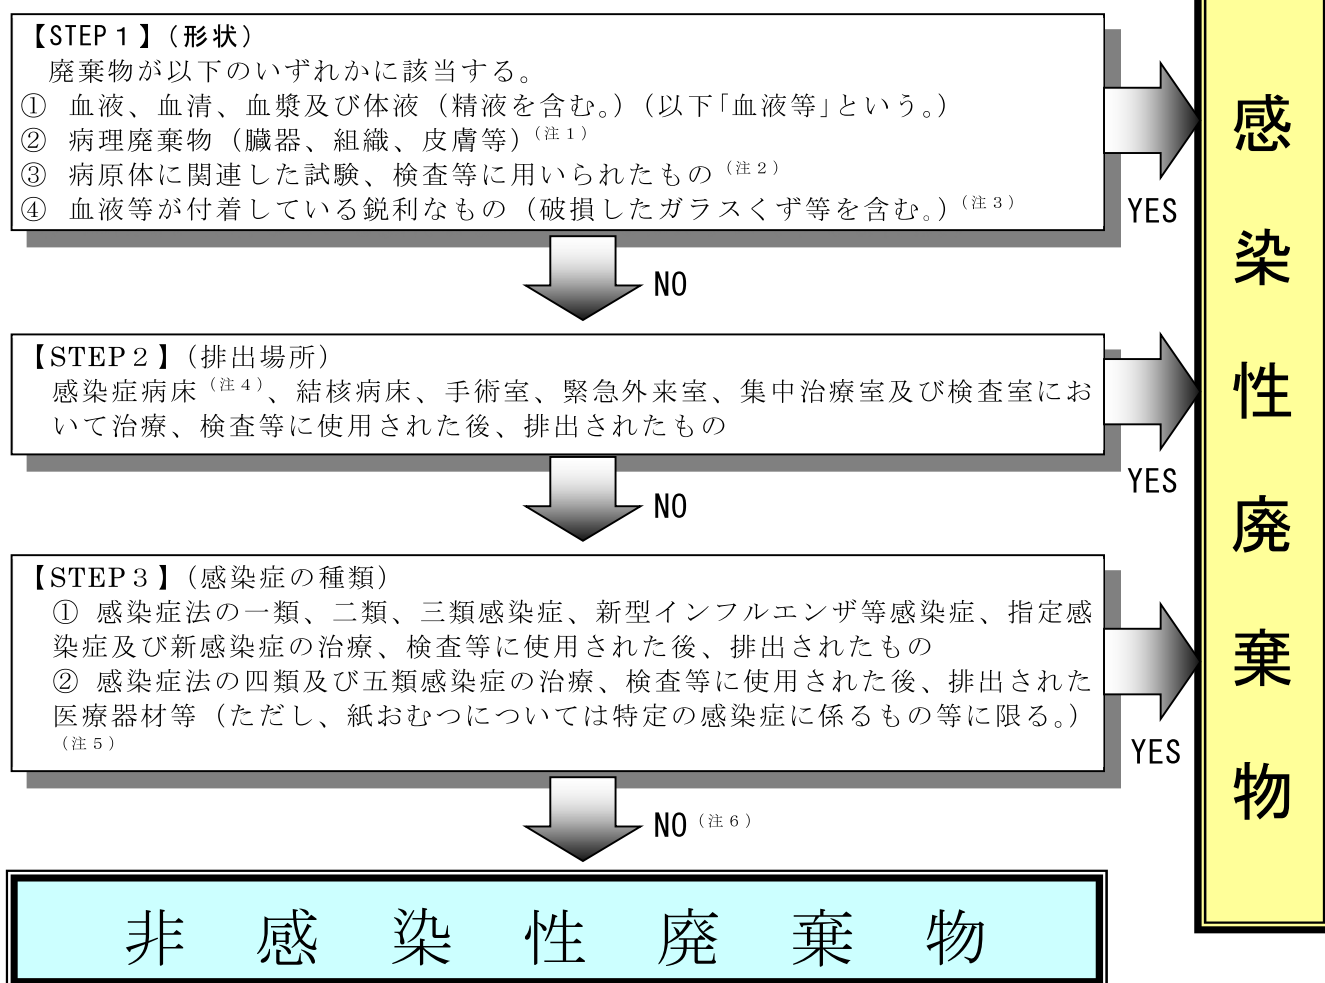 【STEP１】（形状）
廃棄物が以下のいずれかに該当する。
① 血液、血清、血漿及び体液（精液を含む。）（以下「血液等」という。）
② 病理廃棄物（臓器、組織、皮膚等）（注１）
③ 病原体に関連した試験、検査等に用いられたもの（注２）
④ 血液等が付着している鋭利なもの（破損したガラスくず等を含む。）（注３）
YES
NO
【STEP２】（排出場所）
感染症病床（注４）、結核病床、手術室、緊急外来室、集中治療室及び検査室にお
いて治療、検査等に使用された後、排出されたもの
YES
NO
【STEP３】（感染症の種類）
① 感染症法の一類、二類、三類感染症、新型インフルエンザ等感染症、指定感
染症及び新感染症の治療、検査等に使用された後、排出されたもの
② 感染症法の四類及び五類感染症の治療、検査等に使用された後、排出された
医療器材等（ただし、紙おむつについては特定の感染症に係るもの等に限る。）
（注５）
YES
NO（注６）
感染性廃棄物
非感染性廃棄物